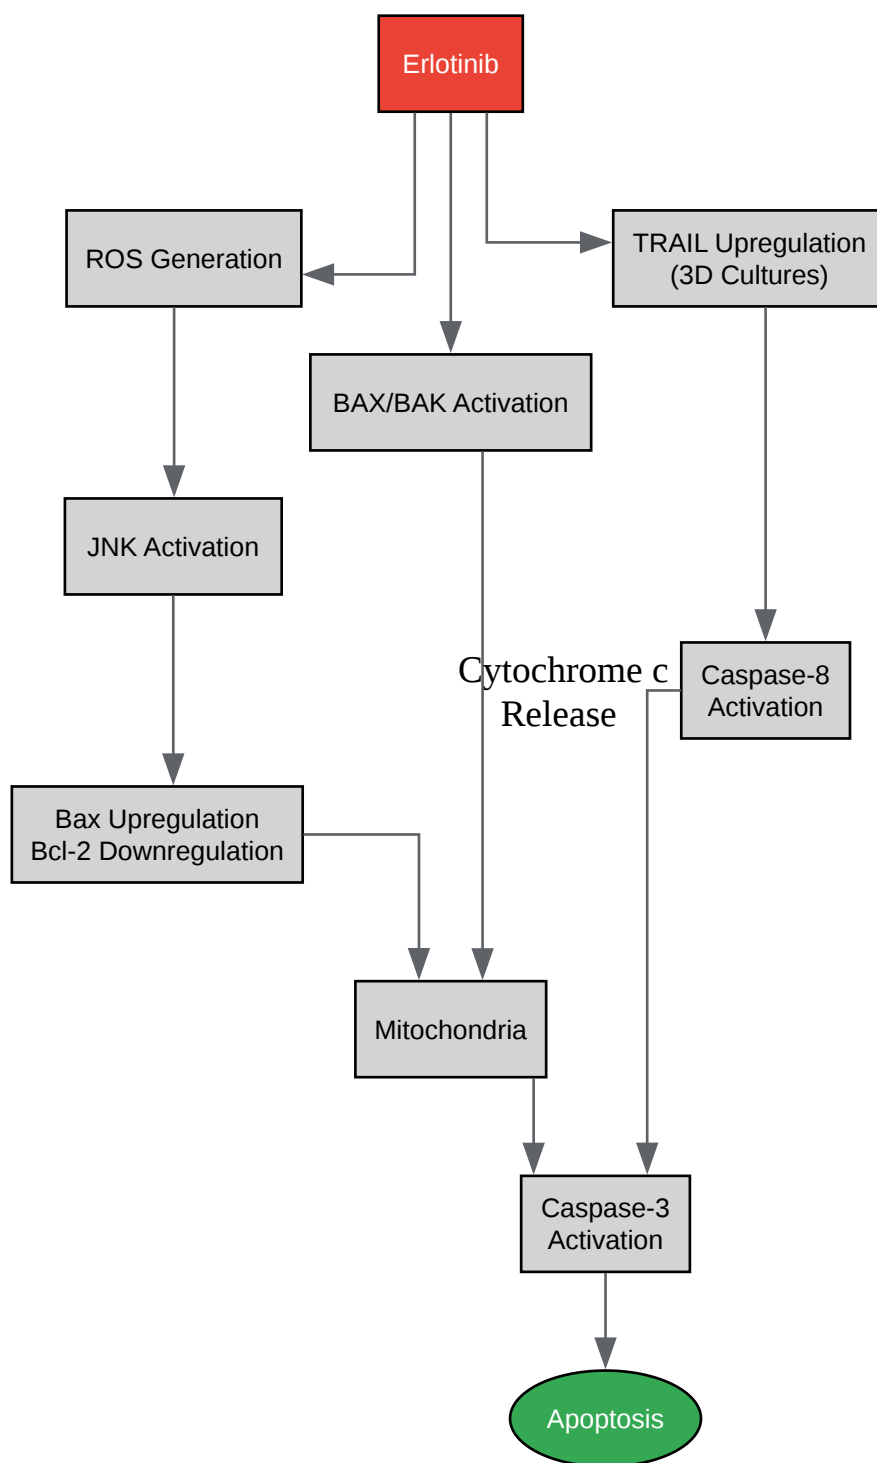 Erlotinib
ROS Generation
TRAIL Upregulation
(3D Cultures)
BAX/BAK Activation
JNK Activation
Cytochrome c
Release
Caspase-8
Activation
Bax Upregulation
Bcl-2 Downregulation
Mitochondria
Caspase-3
Activation
Apoptosis